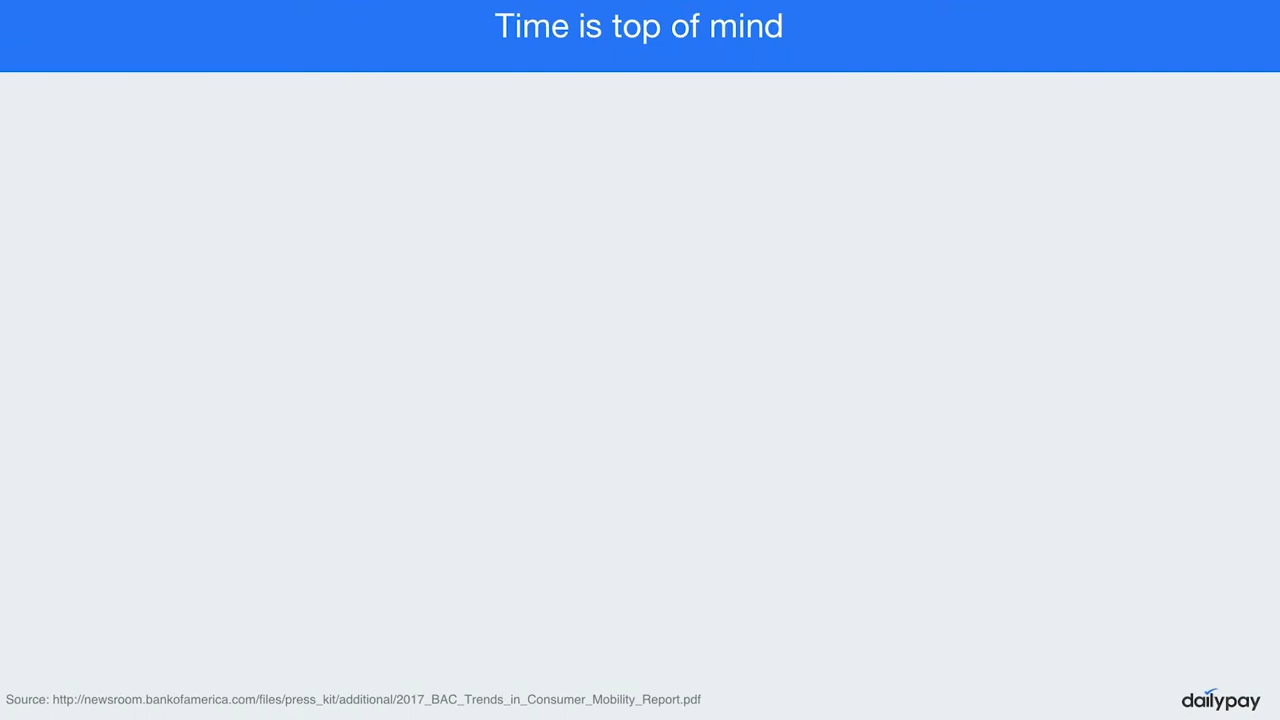 Time is top of mind
Source: http://newsroom.bankofamerica.com/files/press_kit/additional/2017_BAC_Trends_in_Consumer_Mobility_Report.pdf
dailypay